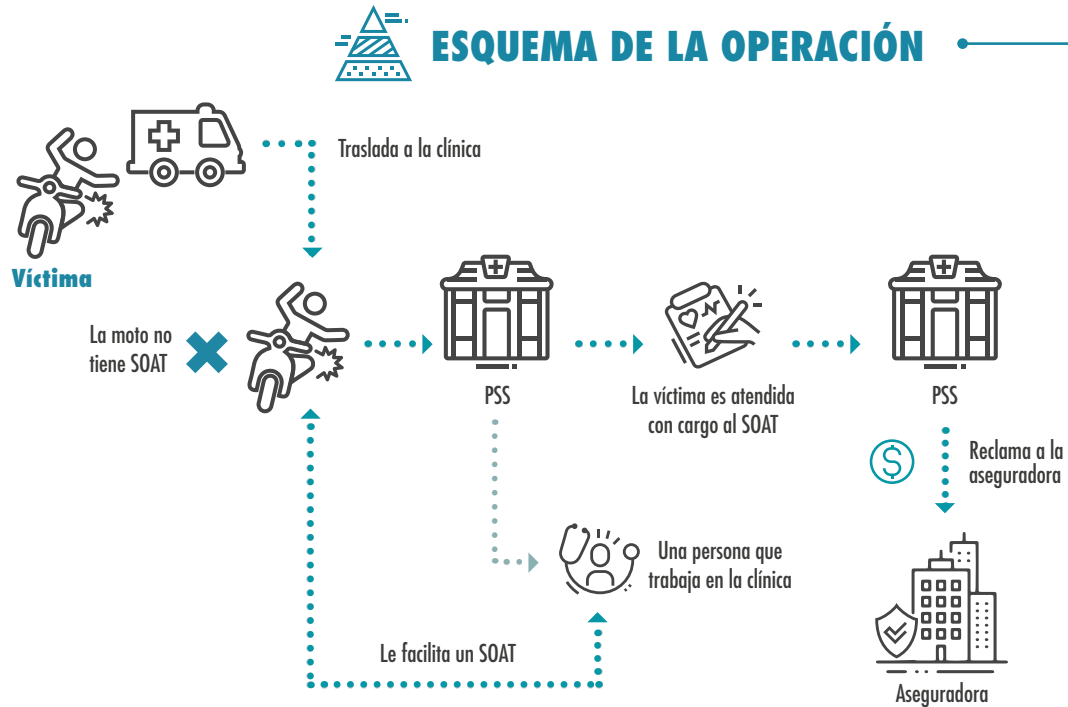 ESQUEMA DE LA OPERACIÓN
Traslada a la clínica
Víctima
La moto no
tiene SOAT
PSS
La víctima es atendida
con cargo al SOAT
PSS
Reclama a la
aseguradora
Una persona que
trabaja en la clínica
Le facilita un SOAT
Aseguradora